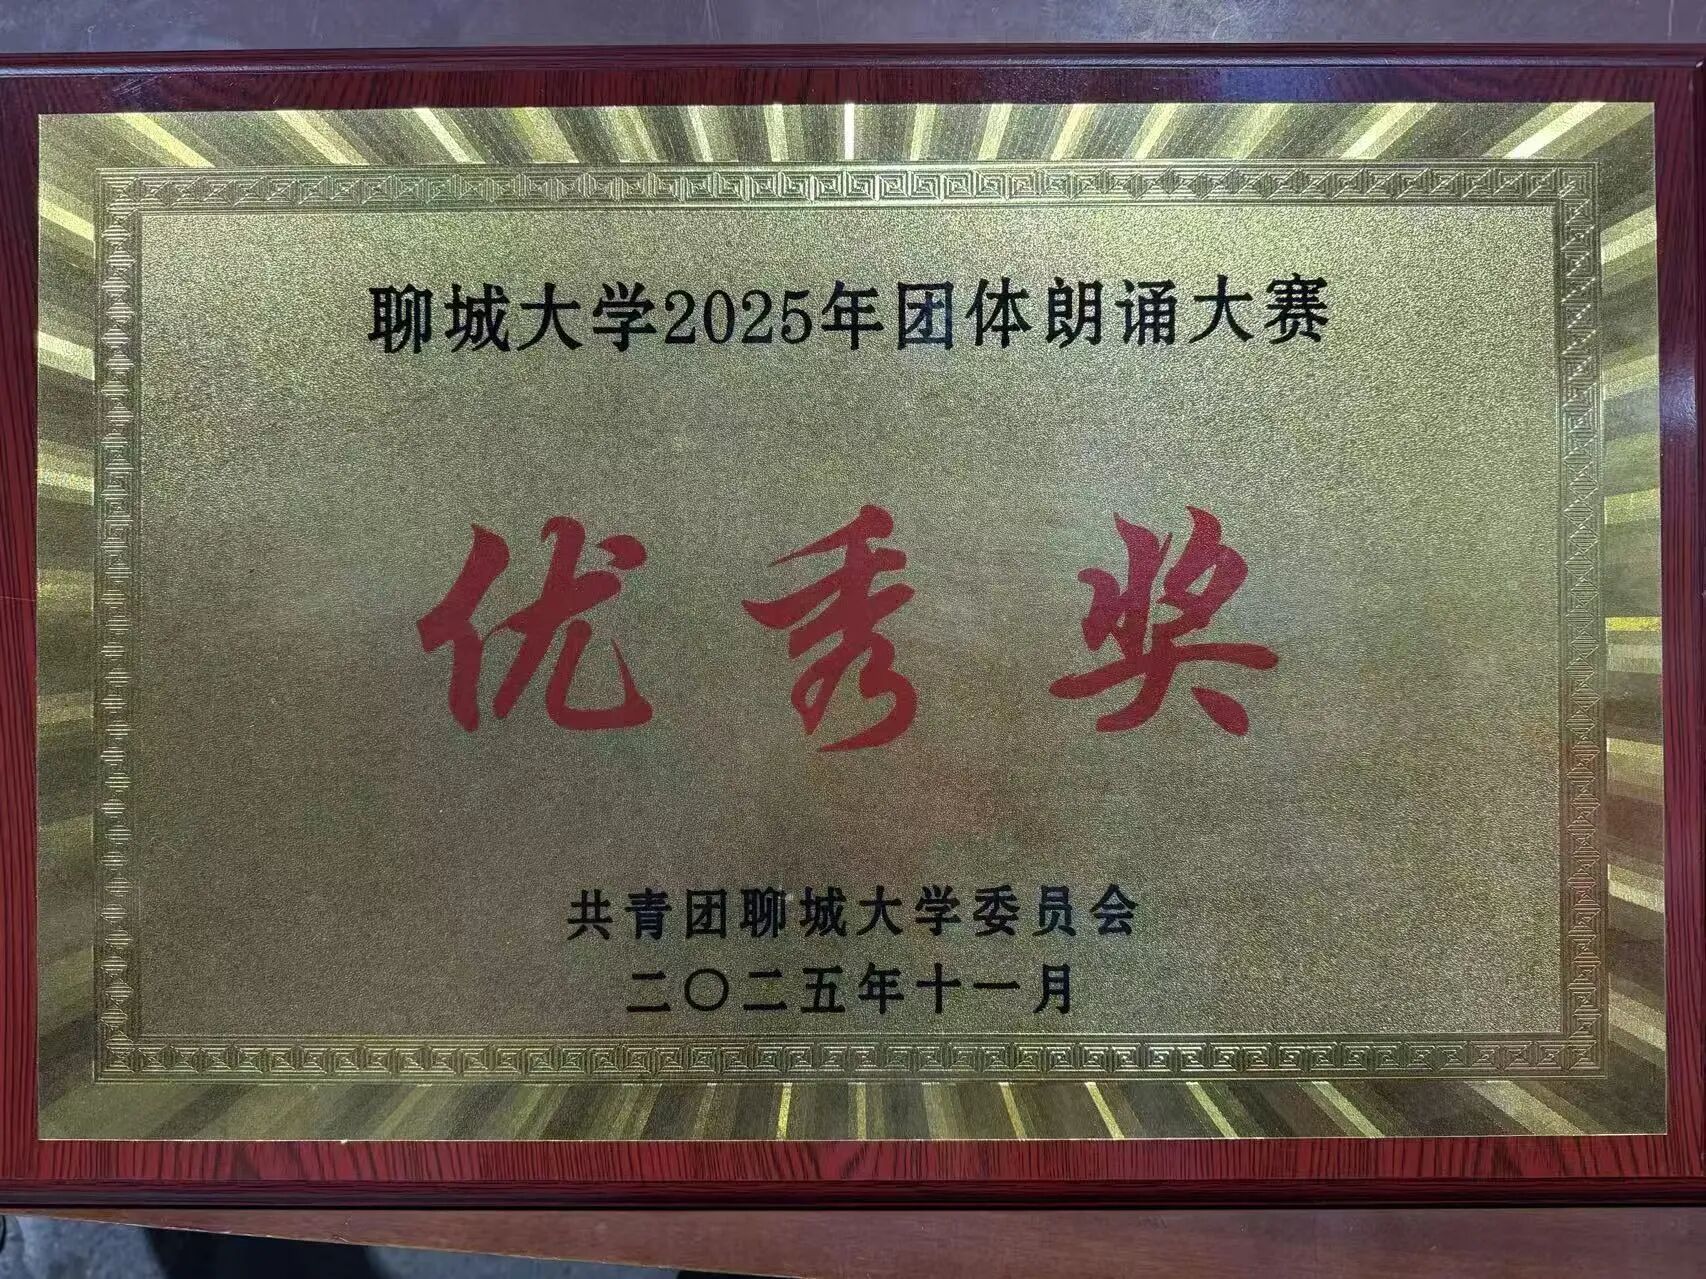 聊城大学2025年团体朗诵大赛
优秀奖
共青团聊城大学委员会
二〇二五年十一月